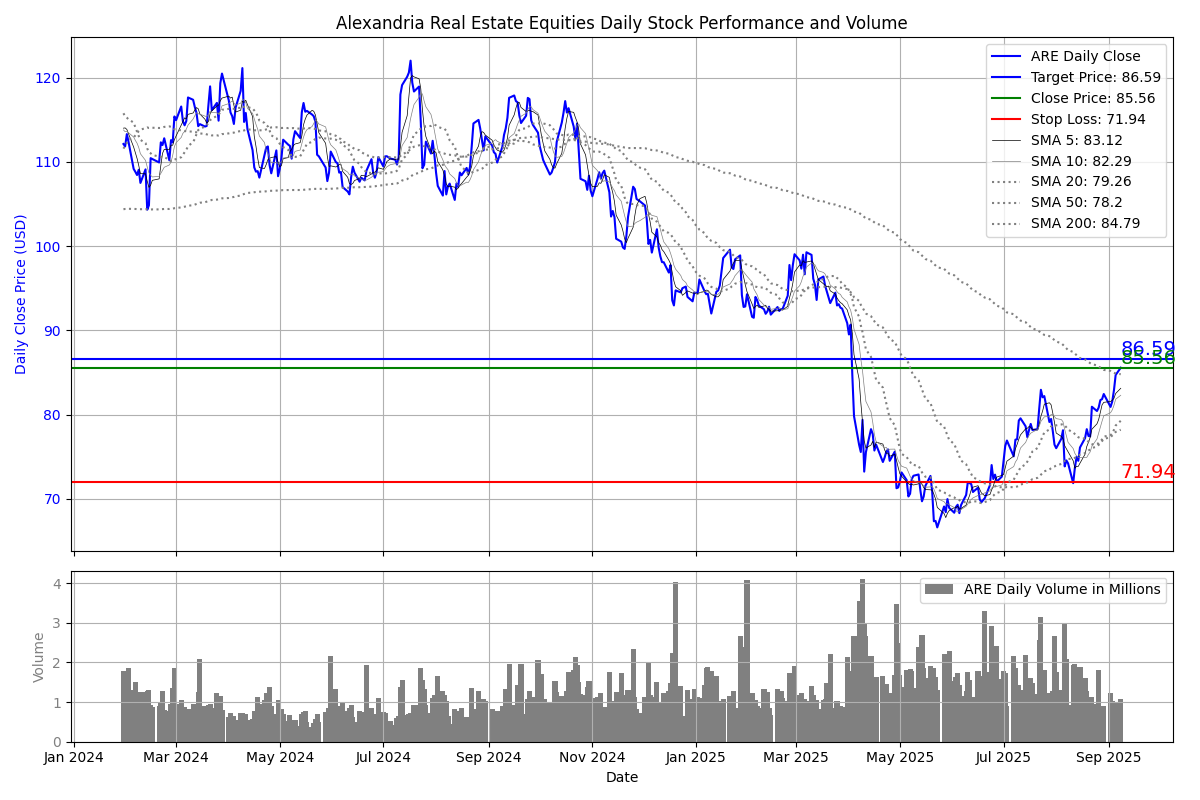 Alexandria Real Estate Equities Daily Stock Performance and Volume
Daily Close Price (USD)
120
110
100
90
80
70
ARE Daily Close
Target Price: 86.59
Close Price: 85.56
Stop Loss: 71.94
SMA 5: 83.12
SMA 10: 82.29
SMA 20: 79.26
SMA 50: 78.2
SMA 200: 84.79
86.59
85.56
71.94
Volume
4
3
2
1
0
ARE Daily Volume in Millions
Jan 2024
Mar 2024
May 2024
Jul 2024
Sep 2024
Nov 2024
Jan 2025
Mar 2025
May 2025
Jul 2025
Sep 2025
Date